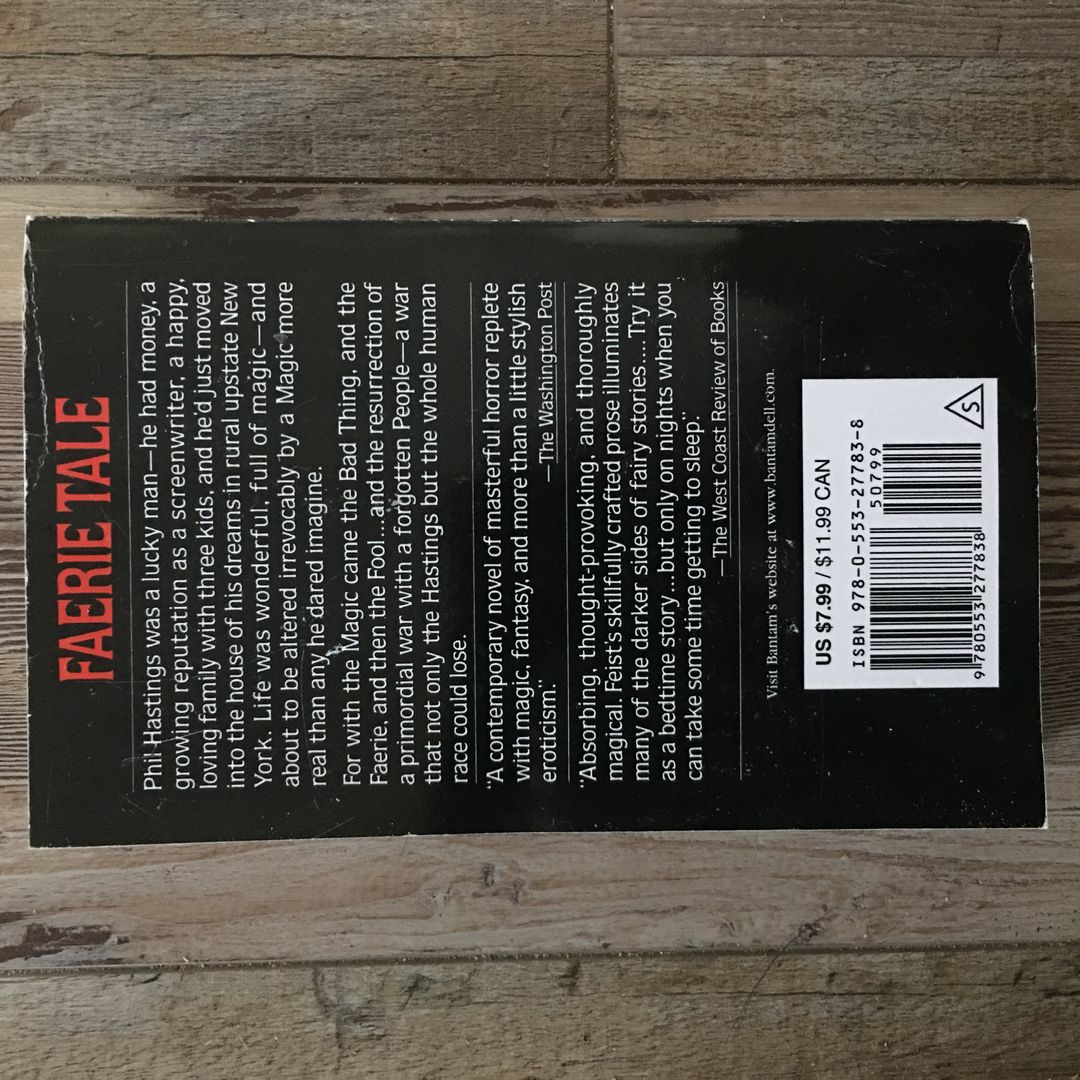 FAERIE TALE
Phil Hastings was a lucky man—he had money, a
growing reputation as a screenwriter, a happy,
loving family with three kids, and he'd just moved
into the house of his dreams in rural upstate New
York. Life was wonderful, full of magic—and
about to be altered irrevocably by a Magic more
real than any he dared imagine.
For with the Magic came the Bad Thing, and the
Faerie, and then the Fool...and the resurrection of
a primordial war with a forgotten People—a war
that not only the Hastings but the whole human
race could lose.
"A contemporary novel of masterful horror replete
with magic, fantasy, and more than a little stylish
eroticism."
—The Washington Post
"Absorbing, thought-provoking, and thoroughly
magical. Feist's skillfully crafted prose illuminates
many of the darker sides of fairy stories....Try it
as a bedtime story...but only on nights when you
can take some time getting to sleep."
—The West Coast Review of Books
Visit Bantam's website at www.bantamdell.com.
US $7.99 / $11.99 CAN
ISBN 978-0-553-27783-8
50799
9 780553 277838
S